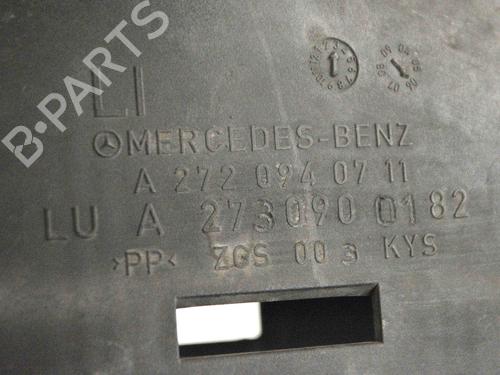 B-PARTS
LI
MERCEDES-BENZ
A 272 094 07 11
LU A 273 090 01 82
>PP< ZGS 003 KYS